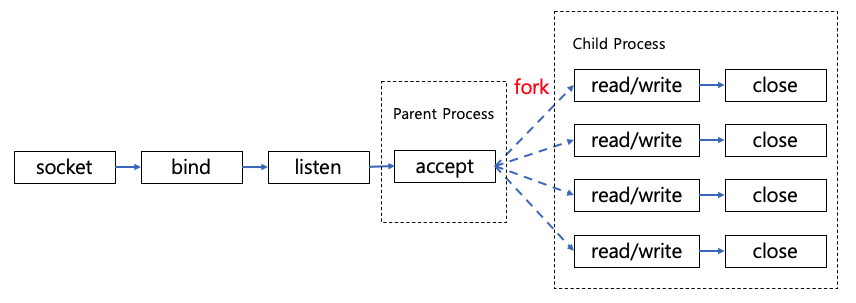 Child Process
fork
read/write
close
Parent Process
read/write
close
socket
bind
listen
accept
read/write
close
read/write
close